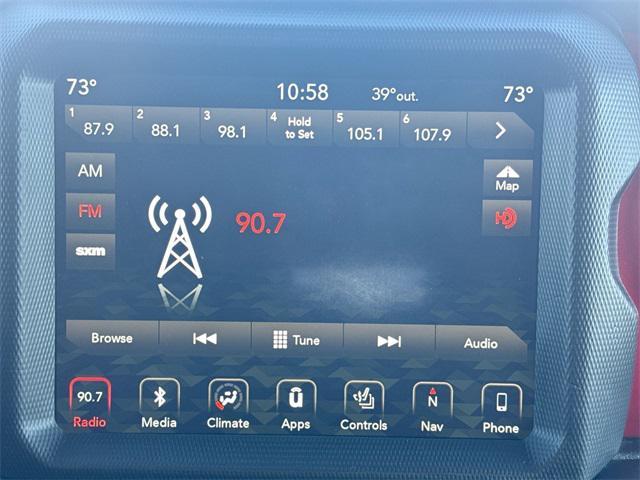 73° 10:58 39°out. 73°
1 87.9 2 88.1 3 98.1 4 Hold to Set 5 105.1 6 107.9
AM
Map
FM
90.7
HD
sxm
Browse Tune Audio
90.7 N
Radio Media Climate Apps Controls Nav Phone